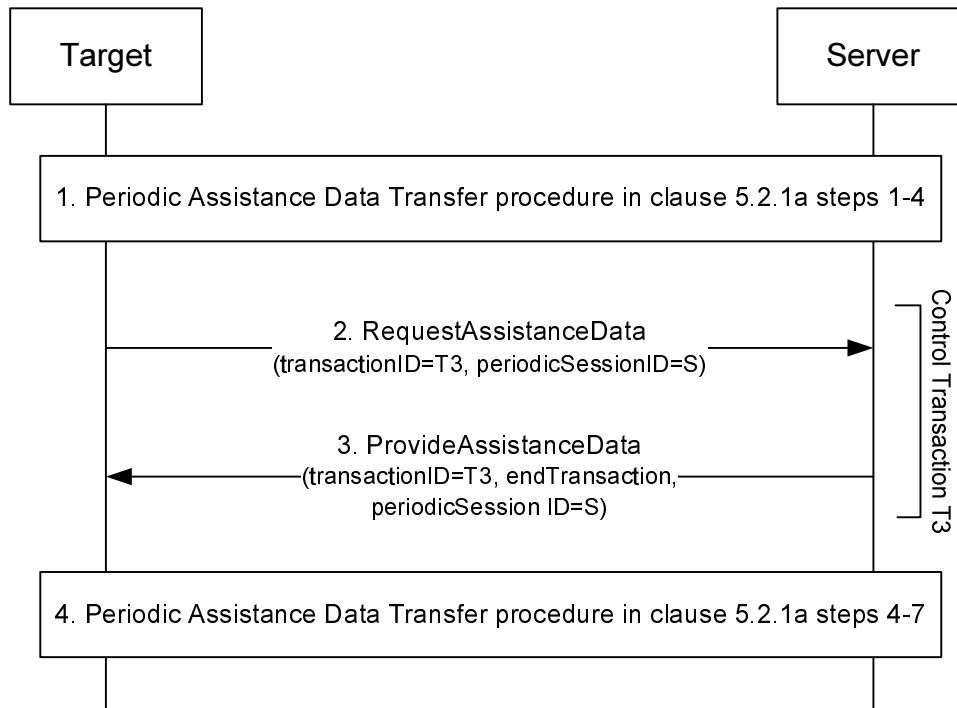 Target
Server
1. Periodic Assistance Data Transfer procedure in clause 5.2.1a steps 1-4
2. RequestAssistanceData
(transactionID=T3, periodicSessionID=S)
3. ProvideAssistanceData
(transactionID=T3, endTransaction,
periodicSession ID=S)
Control Transaction T3
4. Periodic Assistance Data Transfer procedure in clause 5.2.1a steps 4-7